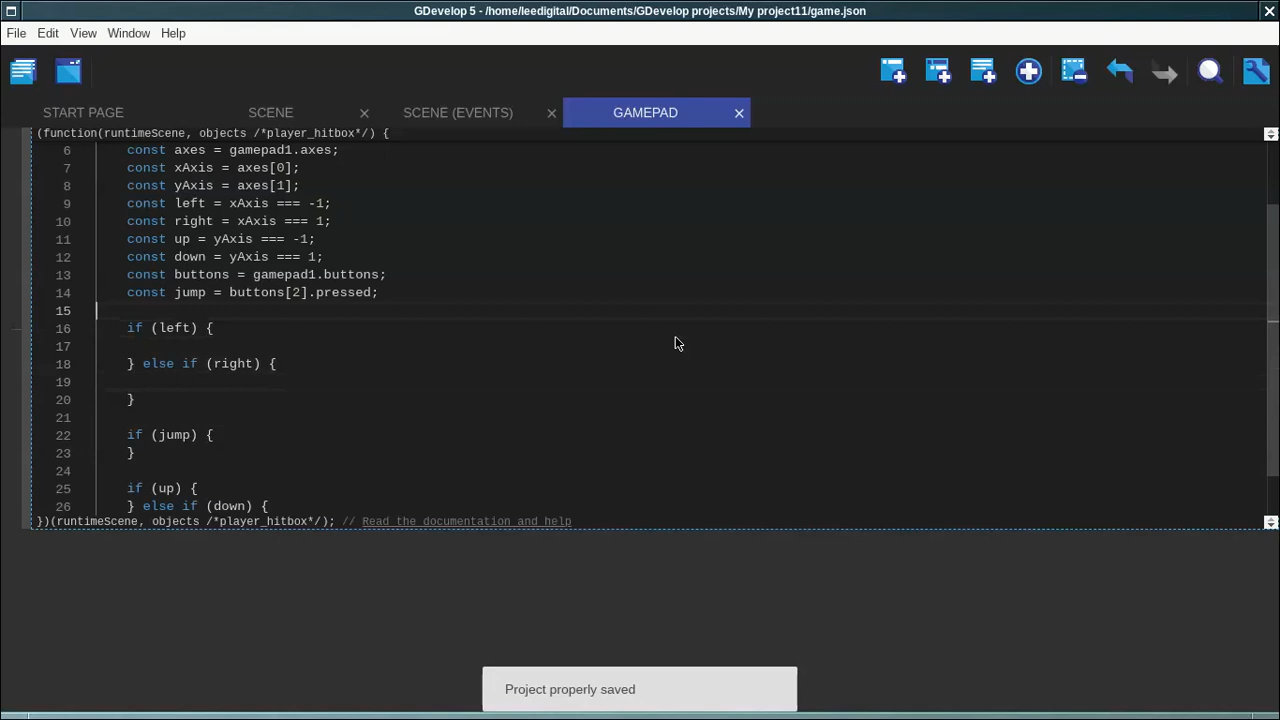 GDevelop 5 - /home/leedigital/Documents/GDevelop projects/My project11/game.json
File Edit View Window Help
START PAGE SCENE SCENE (EVENTS) GAMEPAD
(function(runtimeScene, objects /*player_hitbox*/) {
6 const axes = gamepad1.axes;
7 const xAxis = axes[0];
8 const yAxis = axes[1];
9 const left = xAxis === -1;
10 const right = xAxis === 1;
11 const up = yAxis === -1;
12 const down = yAxis === 1;
13 const buttons = gamepad1.buttons;
14 const jump = buttons[2].pressed;
15
16 if (left) {
17
18 } else if (right) {
19
20 }
21
22 if (jump) {
23 }
24
25 if (up) {
26 } else if (down) {
})(runtimeScene, objects /*player_hitbox*/); // Read the documentation and help
Project properly saved